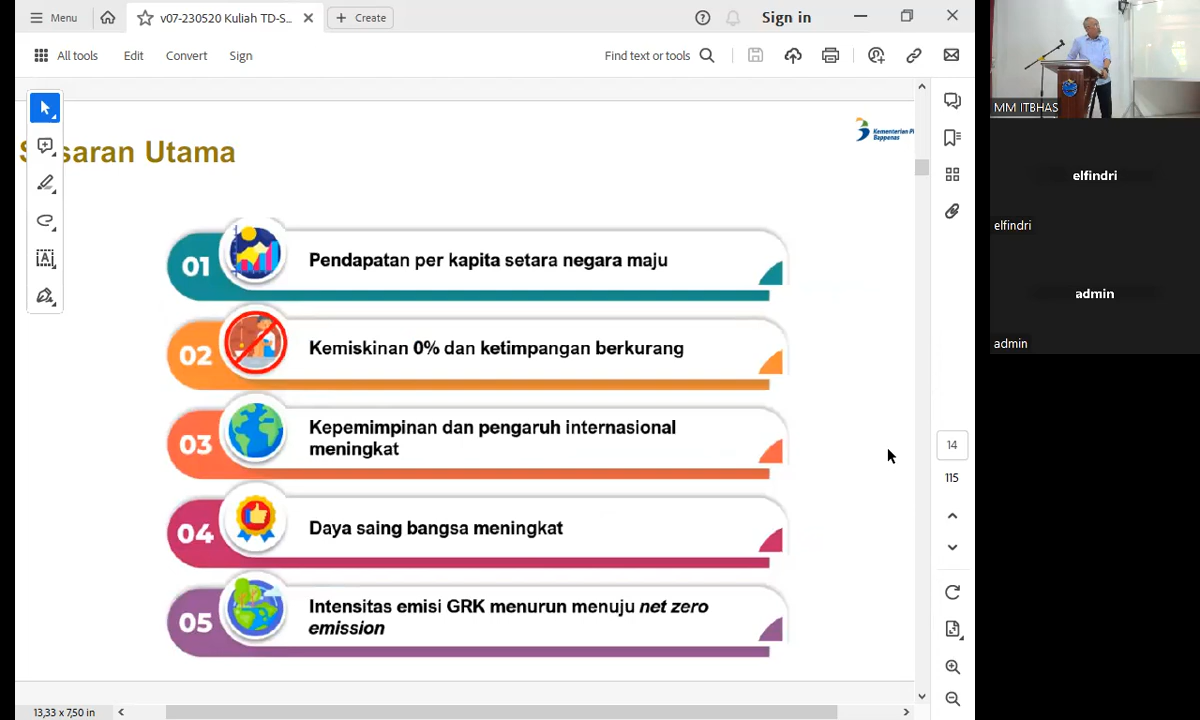 Menu
v07-230520 Kuliah TD-S...
Create
Sign in
All tools
Edit
Convert
Sign
Find text or tools
MM ITBHAS
Kementerian
Bappenas
saran Utama
elfindri
elfindri
01
Pendapatan per kapita setara negara maju
admin
admin
02
Kemiskinan 0% dan ketimpangan berkurang
03
Kepemimpinan dan pengaruh internasional
meningkat
14
115
04
Daya saing bangsa meningkat
05
Intensitas emisi GRK menurun menuju net zero
emission
13,33 x 7,50 in